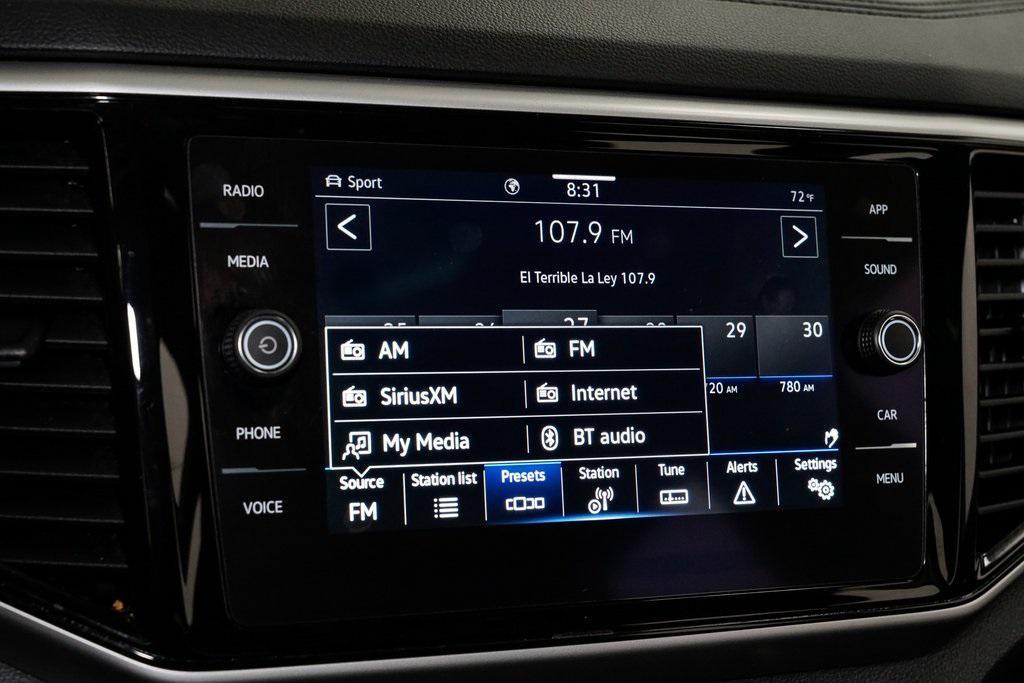 RADIO
MEDIA
PHONE
VOICE
Sport
8:31
72°F
107.9 FM
El Terrible La Ley 107.9
27
29
30
780 AM
AM
FM
SiriusXM
Internet
My Media
BT audio
Source
FM
Station list
Presets
Station
Tune
Alerts
Settings
APP
SOUND
CAR
MENU